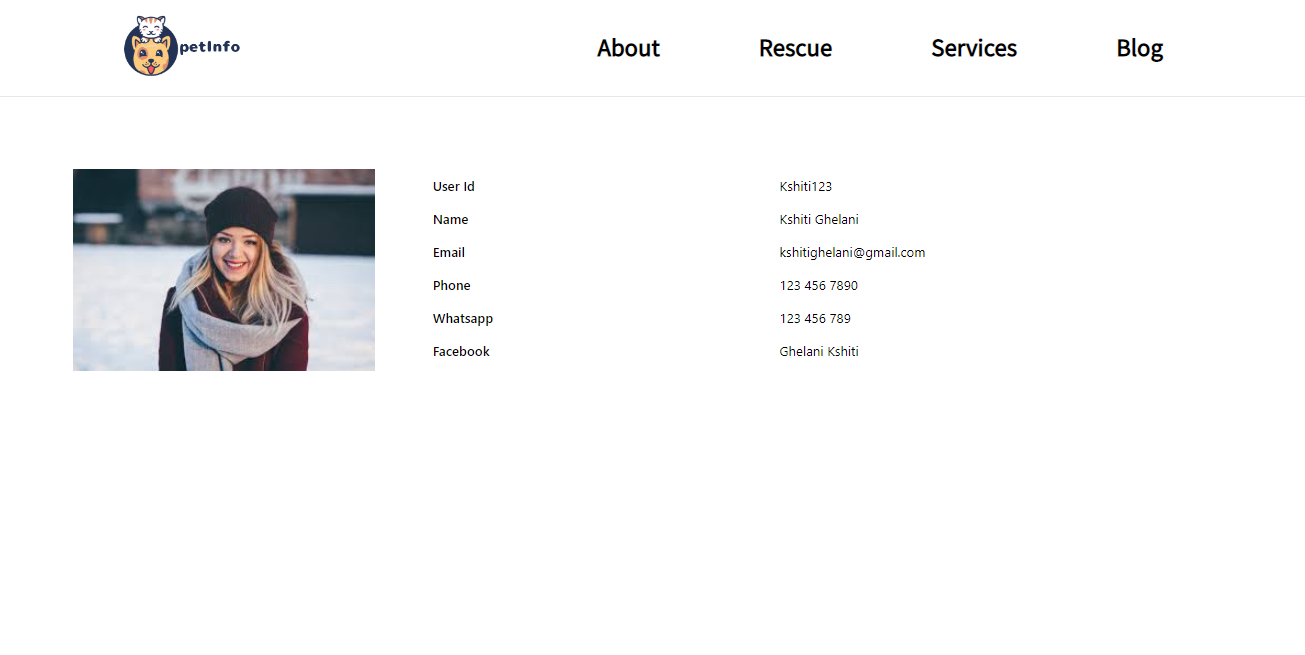 petInfo
About Rescue Services Blog
User Id Kshiti123
Name Kshiti Ghelani
Email kshitighelani@gmail.com
Phone 123 456 7890
Whatsapp 123 456 789
Facebook Ghelani Kshiti